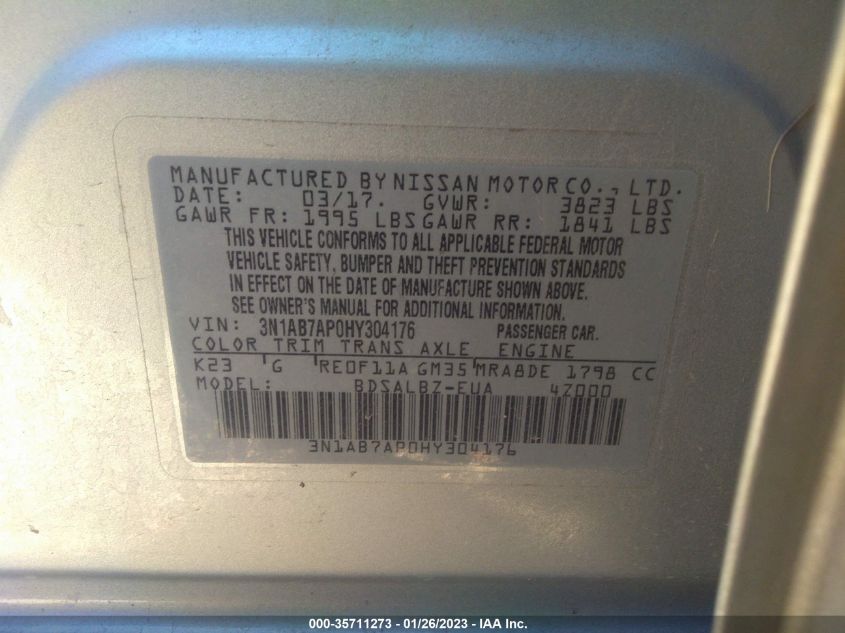 MANUFACTURED BY NISSAN MOTOR CO., LTD.
DATE: 03/17. GVWR: 3823 LBS
GAWR FR: 1995 LBS GAWR RR: 1841 LBS
THIS VEHICLE CONFORMS TO ALL APPLICABLE FEDERAL MOTOR
VEHICLE SAFETY, BUMPER AND THEFT PREVENTION STANDARDS
IN EFFECT ON THE DATE OF MANUFACTURE SHOWN ABOVE.
SEE OWNER'S MANUAL FOR ADDITIONAL INFORMATION.
VIN: 3N1AB7AP0HY304176 PASSENGER CAR.
COLOR TRIM TRANS AXLE ENGINE
K23 'G RE0F11A GM35 MRA8DE 1798 CC
MODEL: BDSALBZ-EUA 4Z000
3N1AB7AP0HY304176
000-35711273 - 01/26/2023 - IAA Inc.